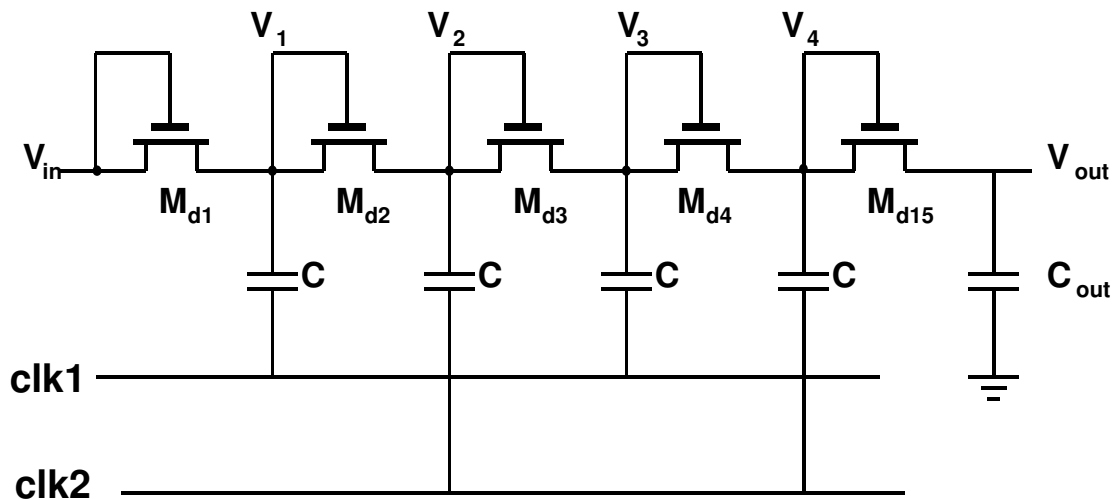 V1 V2 V3 V4
Vin Vout
Md1 Md2 Md3 Md4 Md15
C C C C Cout
clk1
clk2